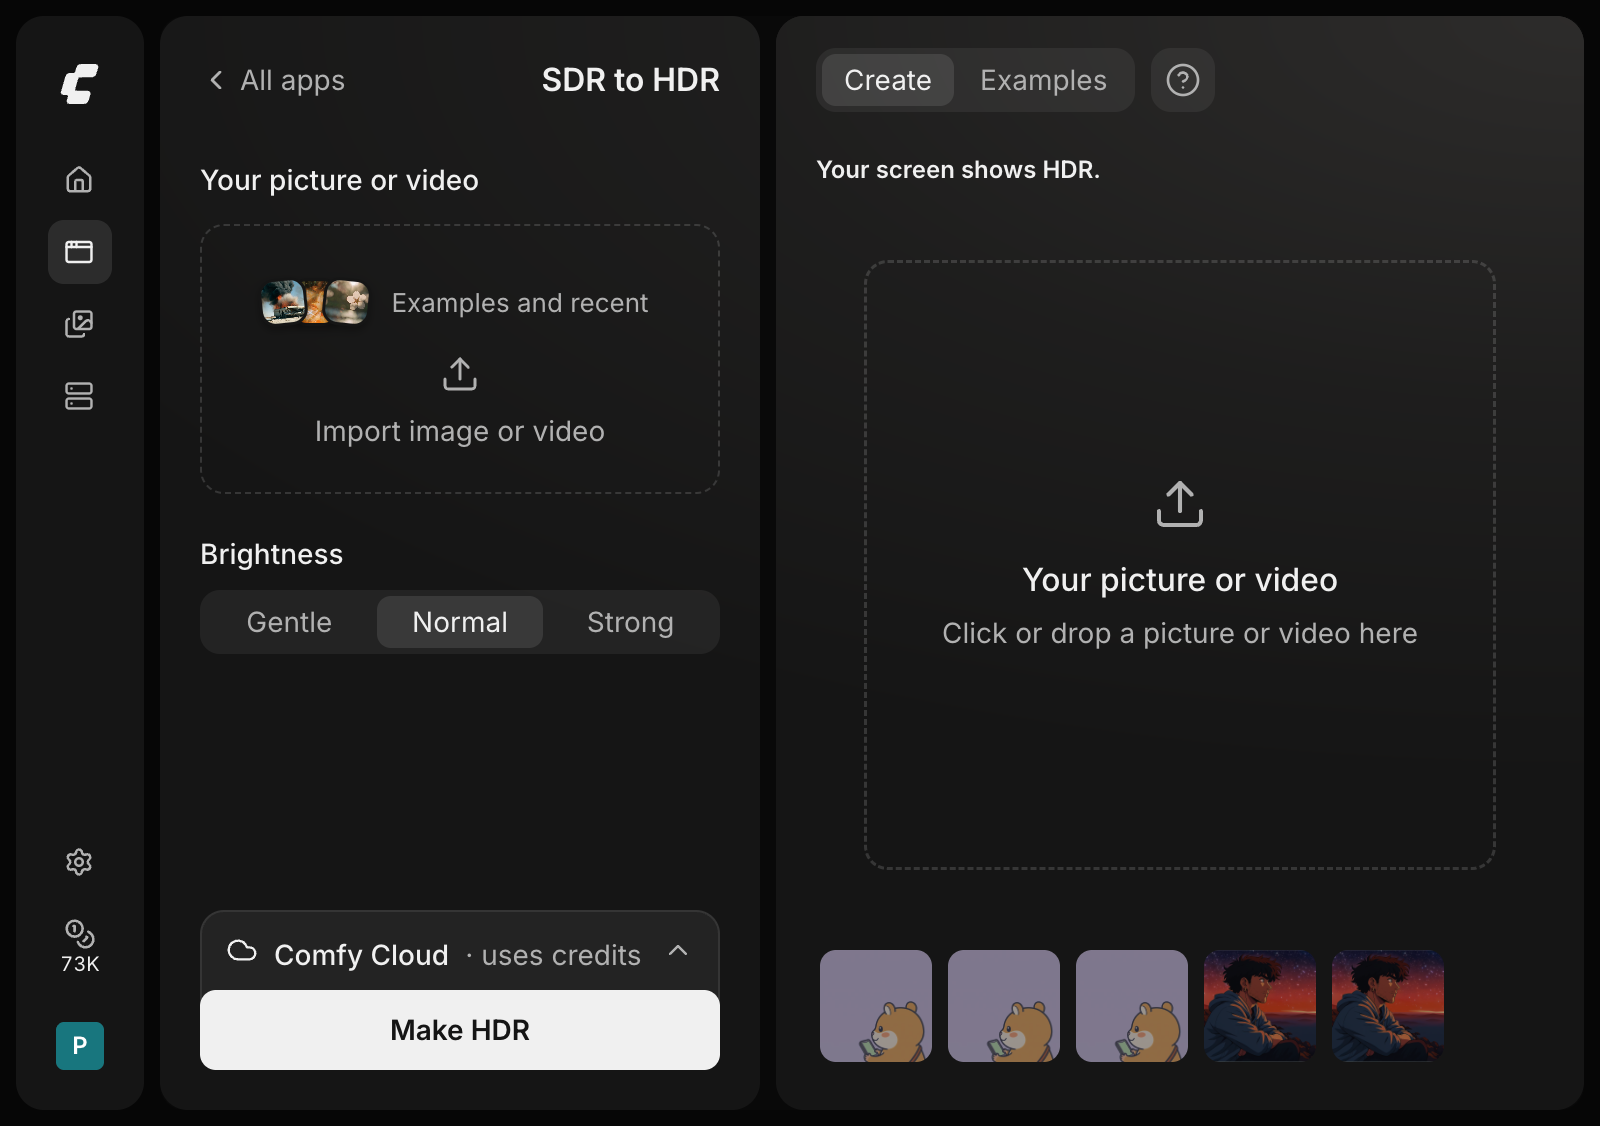 All apps
SDR to HDR
Your picture or video
Examples and recent
Import image or video
Brightness
Gentle
Normal
Strong
Comfy Cloud · uses credits
Make HDR
73K
P
Create
Examples
Your screen shows HDR.
Your picture or video
Click or drop a picture or video here